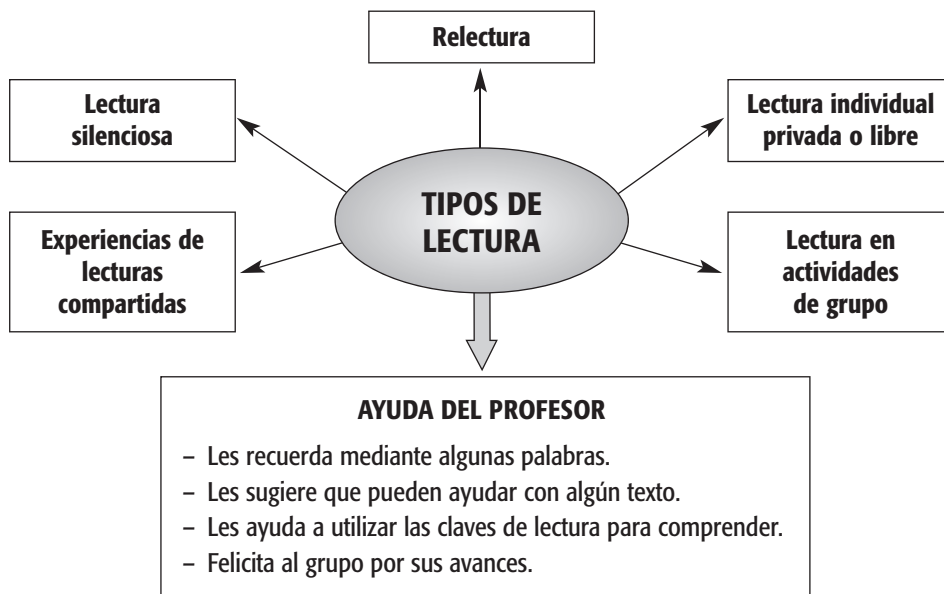 Relectura
Lectura
silenciosa
Lectura individual
privada o libre
TIPOS DE
LECTURA
Experiencias de
lecturas
compartidas
Lectura en
actividades
de grupo
AYUDA DEL PROFESOR
– Les recuerda mediante algunas palabras.
– Les sugiere que pueden ayudar con algún texto.
– Les ayuda a utilizar las claves de lectura para comprender.
– Felicita al grupo por sus avances.